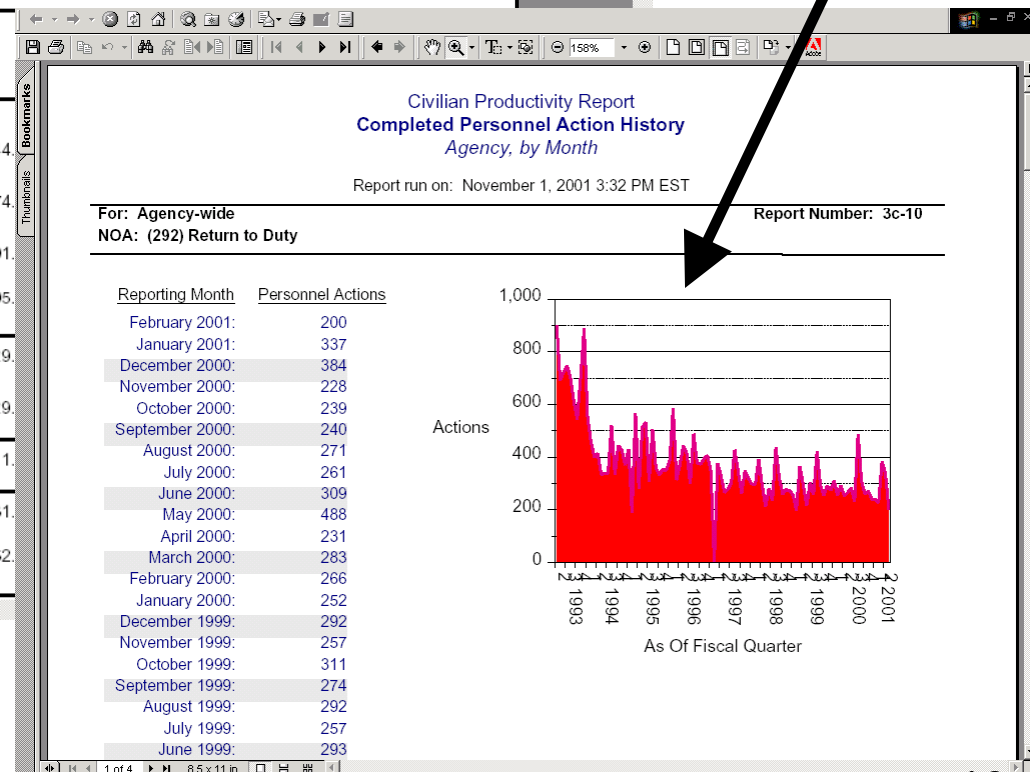 158%
Adobe
Bookmarks
Thumbnails
Civilian Productivity Report
Completed Personnel Action History
Agency, by Month
Report run on: November 1, 2001 3:32 PM EST
For: Agency-wide
Report Number: 3c-10
NOA: (292) Return to Duty
Reporting Month Personnel Actions
February 2001: 200
January 2001: 337
December 2000: 384
November 2000: 228
October 2000: 239
September 2000: 240
August 2000: 271
July 2000: 261
June 2000: 309
May 2000: 488
April 2000: 231
March 2000: 283
February 2000: 266
January 2000: 252
December 1999: 292
November 1999: 257
October 1999: 311
September 1999: 274
August 1999: 292
July 1999: 257
June 1999: 293
1,000
800
600
400
200
0
Actions
1993 1994 1995 1996 1997 1998 1999 2000 2001
As Of Fiscal Quarter
1 of 4
8.5 x 11 in